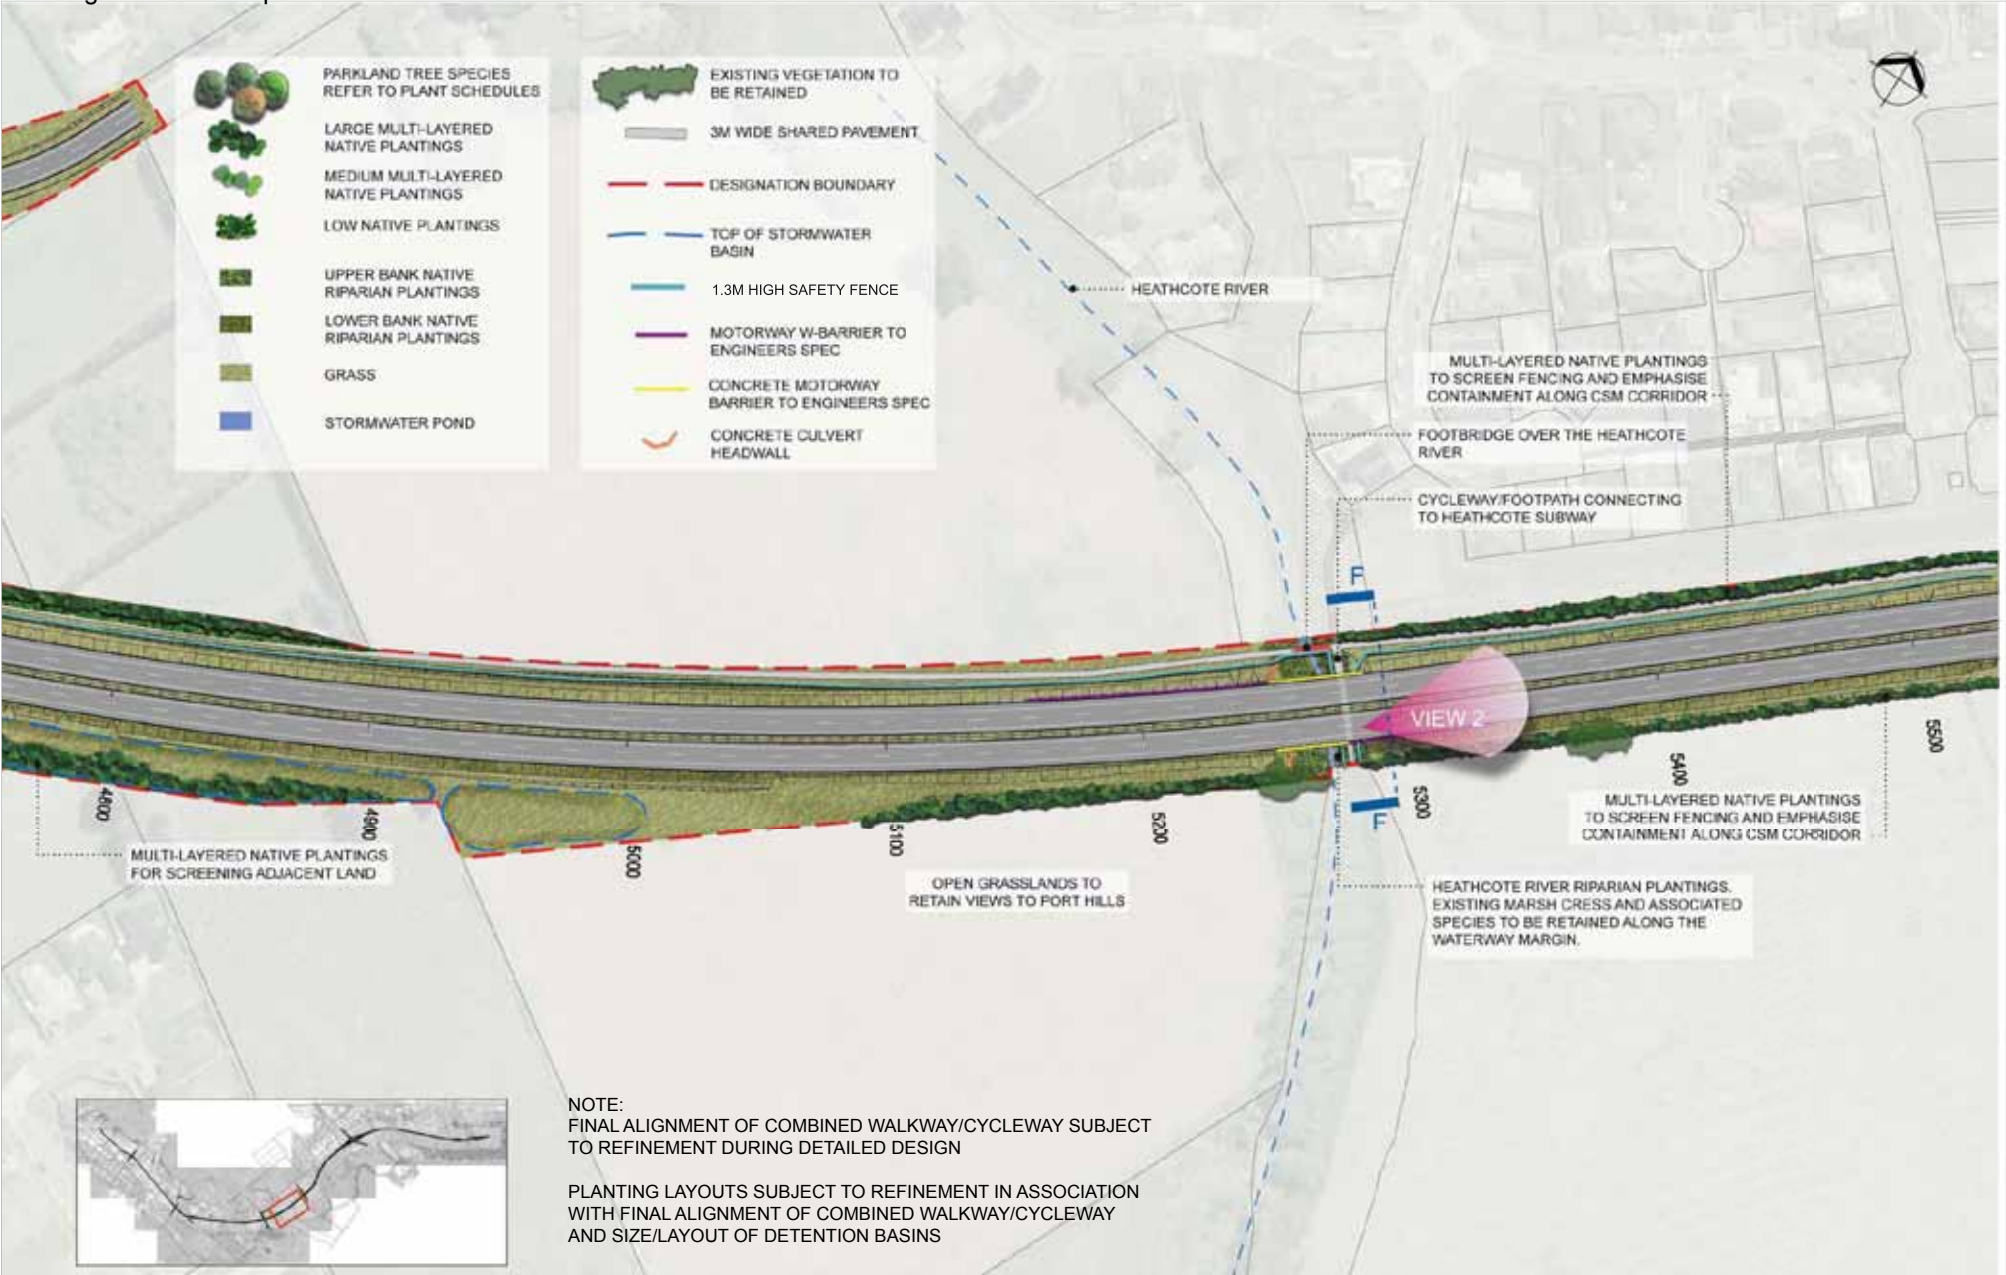 PARKLAND TREE SPECIES
REFER TO PLANT SCHEDULES
LARGE MULTI-LAYERED
NATIVE PLANTINGS
MEDIUM MULTI-LAYERED
NATIVE PLANTINGS
LOW NATIVE PLANTINGS
UPPER BANK NATIVE
RIPARIAN PLANTINGS
LOWER BANK NATIVE
RIPARIAN PLANTINGS
GRASS
STORMWATER POND
EXISTING VEGETATION TO
BE RETAINED
3M WIDE SHARED PAVEMENT
DESIGNATION BOUNDARY
TOP OF STORMWATER
BASIN
1.3M HIGH SAFETY FENCE
MOTORWAY W-BARRIER TO
ENGINEERS SPEC
CONCRETE MOTORWAY
BARRIER TO ENGINEERS SPEC
CONCRETE CULVERT
HEADWALL
HEATHCOTE RIVER
MULTI-LAYERED NATIVE PLANTINGS
TO SCREEN FENCING AND EMPHASISE
CONTAINMENT ALONG CSM CORRIDOR
FOOTBRIDGE OVER THE HEATHCOTE
RIVER
CYCLEWAY/FOOTPATH CONNECTING
TO HEATHCOTE SUBWAY
F
VIEW 2
F
4800
4900
5000
5100
5200
5300
5400
5500
MULTI-LAYERED NATIVE PLANTINGS
FOR SCREENING ADJACENT LAND
OPEN GRASSLANDS TO
RETAIN VIEWS TO PORT HILLS
MULTI-LAYERED NATIVE PLANTINGS
TO SCREEN FENCING AND EMPHASISE
CONTAINMENT ALONG CSM CORRIDOR
HEATHCOTE RIVER RIPARIAN PLANTINGS.
EXISTING MARSH CRESS AND ASSOCIATED
SPECIES TO BE RETAINED ALONG THE
WATERWAY MARGIN.
NOTE:
FINAL ALIGNMENT OF COMBINED WALKWAY/CYCLEWAY SUBJECT
TO REFINEMENT DURING DETAILED DESIGN
PLANTING LAYOUTS SUBJECT TO REFINEMENT IN ASSOCIATION
WITH FINAL ALIGNMENT OF COMBINED WALKWAY/CYCLEWAY
AND SIZE/LAYOUT OF DETENTION BASINS